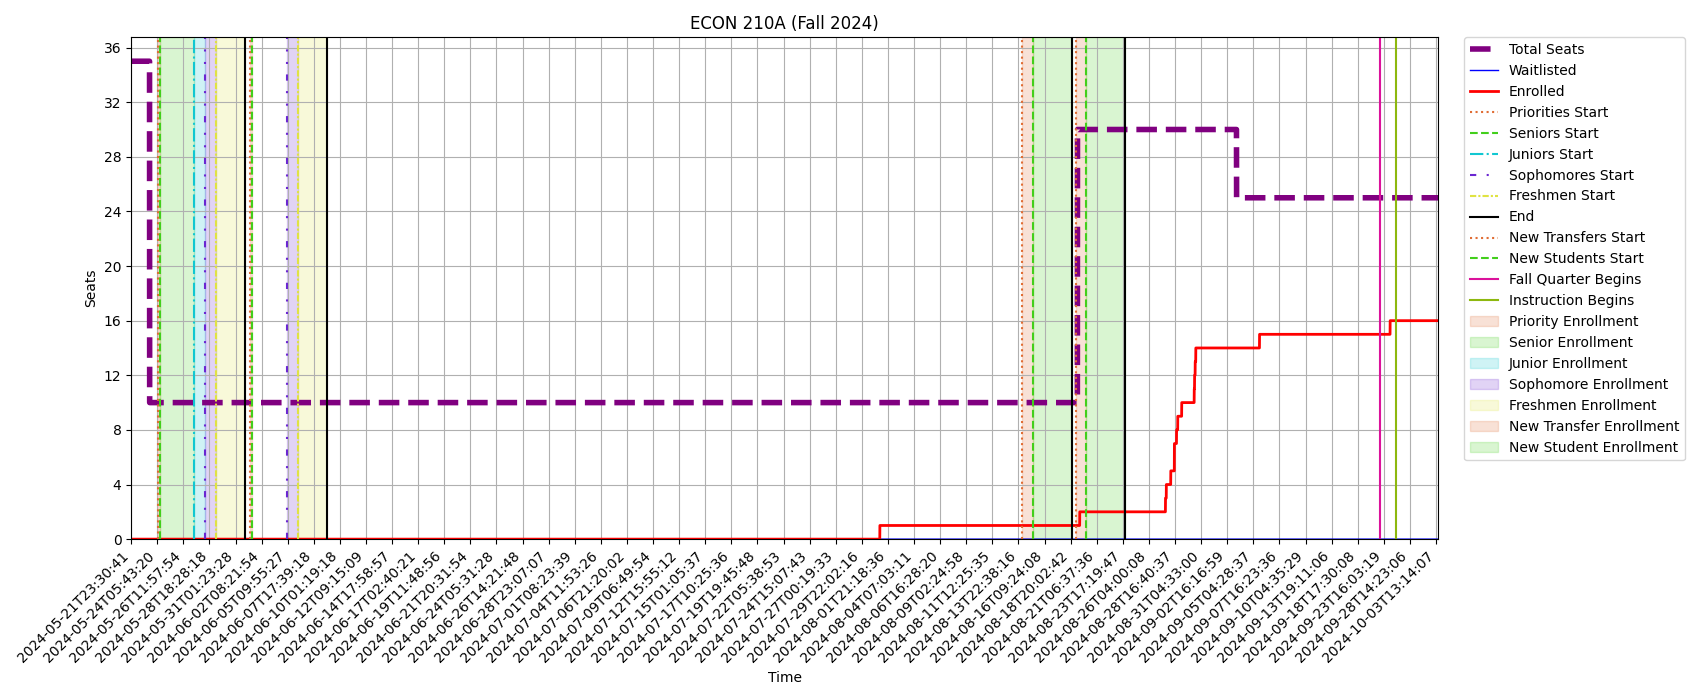 ECON 210A (Fall 2024)
Seats
36
32
28
24
20
16
12
8
4
0
2024-05-21T23:30:41
2024-05-24T05:43:20
2024-05-26T11:57:54
2024-05-28T18:28:18
2024-05-31T01:23:28
2024-06-02T08:21:54
2024-06-05T09:55:27
2024-06-07T17:39:18
2024-06-10T01:19:18
2024-06-12T09:15:09
2024-06-14T17:58:57
2024-06-17T02:40:21
2024-06-19T11:48:56
2024-06-21T20:31:54
2024-06-24T05:31:28
2024-06-26T14:21:48
2024-06-28T23:07:07
2024-07-01T08:23:39
2024-07-04T11:53:26
2024-07-06T21:20:02
2024-07-09T06:49:54
2024-07-12T15:55:12
2024-07-15T01:05:37
2024-07-17T10:25:36
2024-07-19T19:45:48
2024-07-22T05:38:53
2024-07-24T15:07:43
2024-07-27T00:19:33
2024-07-29T22:02:16
2024-08-01T21:18:36
2024-08-04T07:03:11
2024-08-06T16:28:20
2024-08-09T02:24:58
2024-08-11T12:25:35
2024-08-13T22:38:16
2024-08-16T09:24:08
2024-08-18T20:02:42
2024-08-21T06:37:36
2024-08-23T17:19:47
2024-08-26T04:00:08
2024-08-28T16:40:37
2024-08-31T04:33:00
2024-09-02T16:16:59
2024-09-05T04:28:37
2024-09-07T16:23:36
2024-09-10T04:35:29
2024-09-13T19:11:06
2024-09-18T17:30:08
2024-09-23T16:03:19
2024-09-28T14:23:06
2024-10-03T13:14:07
Time
Total Seats
Waitlisted
Enrolled
Priorities Start
Seniors Start
Juniors Start
Sophomores Start
Freshmen Start
End
New Transfers Start
New Students Start
Fall Quarter Begins
Instruction Begins
Priority Enrollment
Senior Enrollment
Junior Enrollment
Sophomore Enrollment
Freshmen Enrollment
New Transfer Enrollment
New Student Enrollment